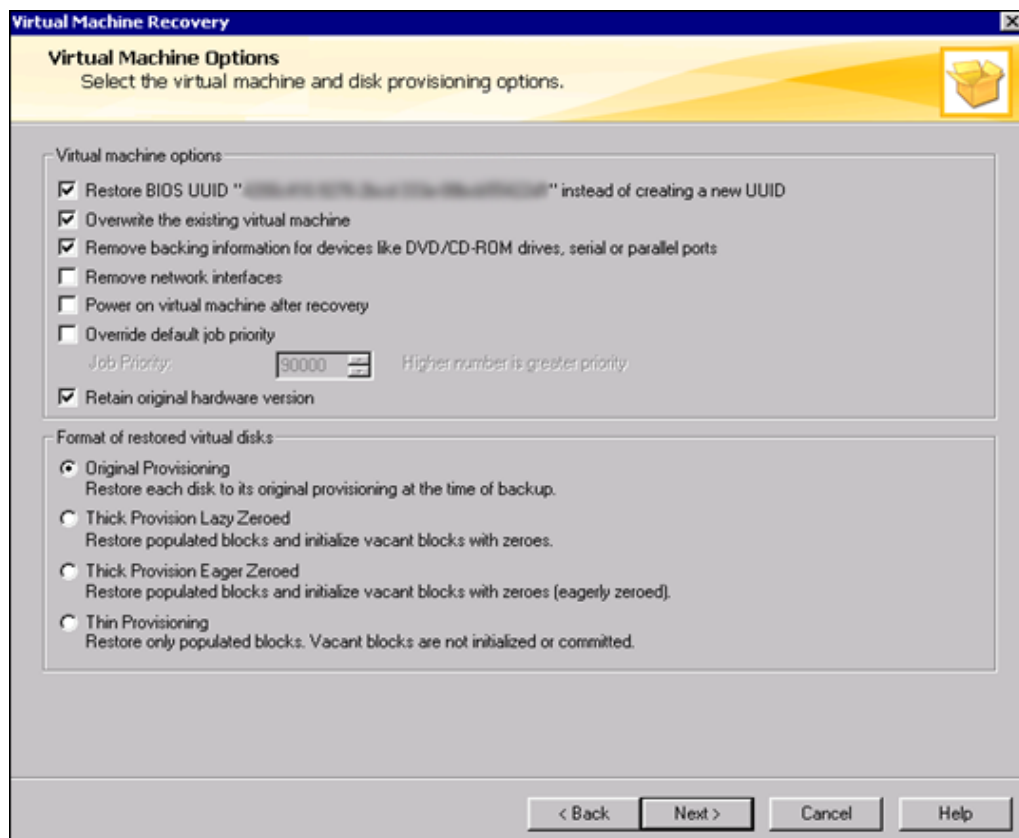 Virtual Machine Recovery
Virtual Machine Options
Select the virtual machine and disk provisioning options.
Virtual machine options
Restore BIOS UUID " " instead of creating a new UUID
Overwrite the existing virtual machine
Remove backing information for devices like DVD/CD-ROM drives, serial or parallel ports
Remove network interfaces
Power on virtual machine after recovery
Override default job priority
Job Priority: 90000 Higher number is greater priority
Retain original hardware version
Format of restored virtual disks
Original Provisioning
Restore each disk to its original provisioning at the time of backup.
Thick Provision Lazy Zeroed
Restore populated blocks and initialize vacant blocks with zeroes.
Thick Provision Eager Zeroed
Restore populated blocks and initialize vacant blocks with zeroes (eagerly zeroed).
Thin Provisioning
Restore only populated blocks. Vacant blocks are not initialized or committed.
< Back Next > Cancel Help